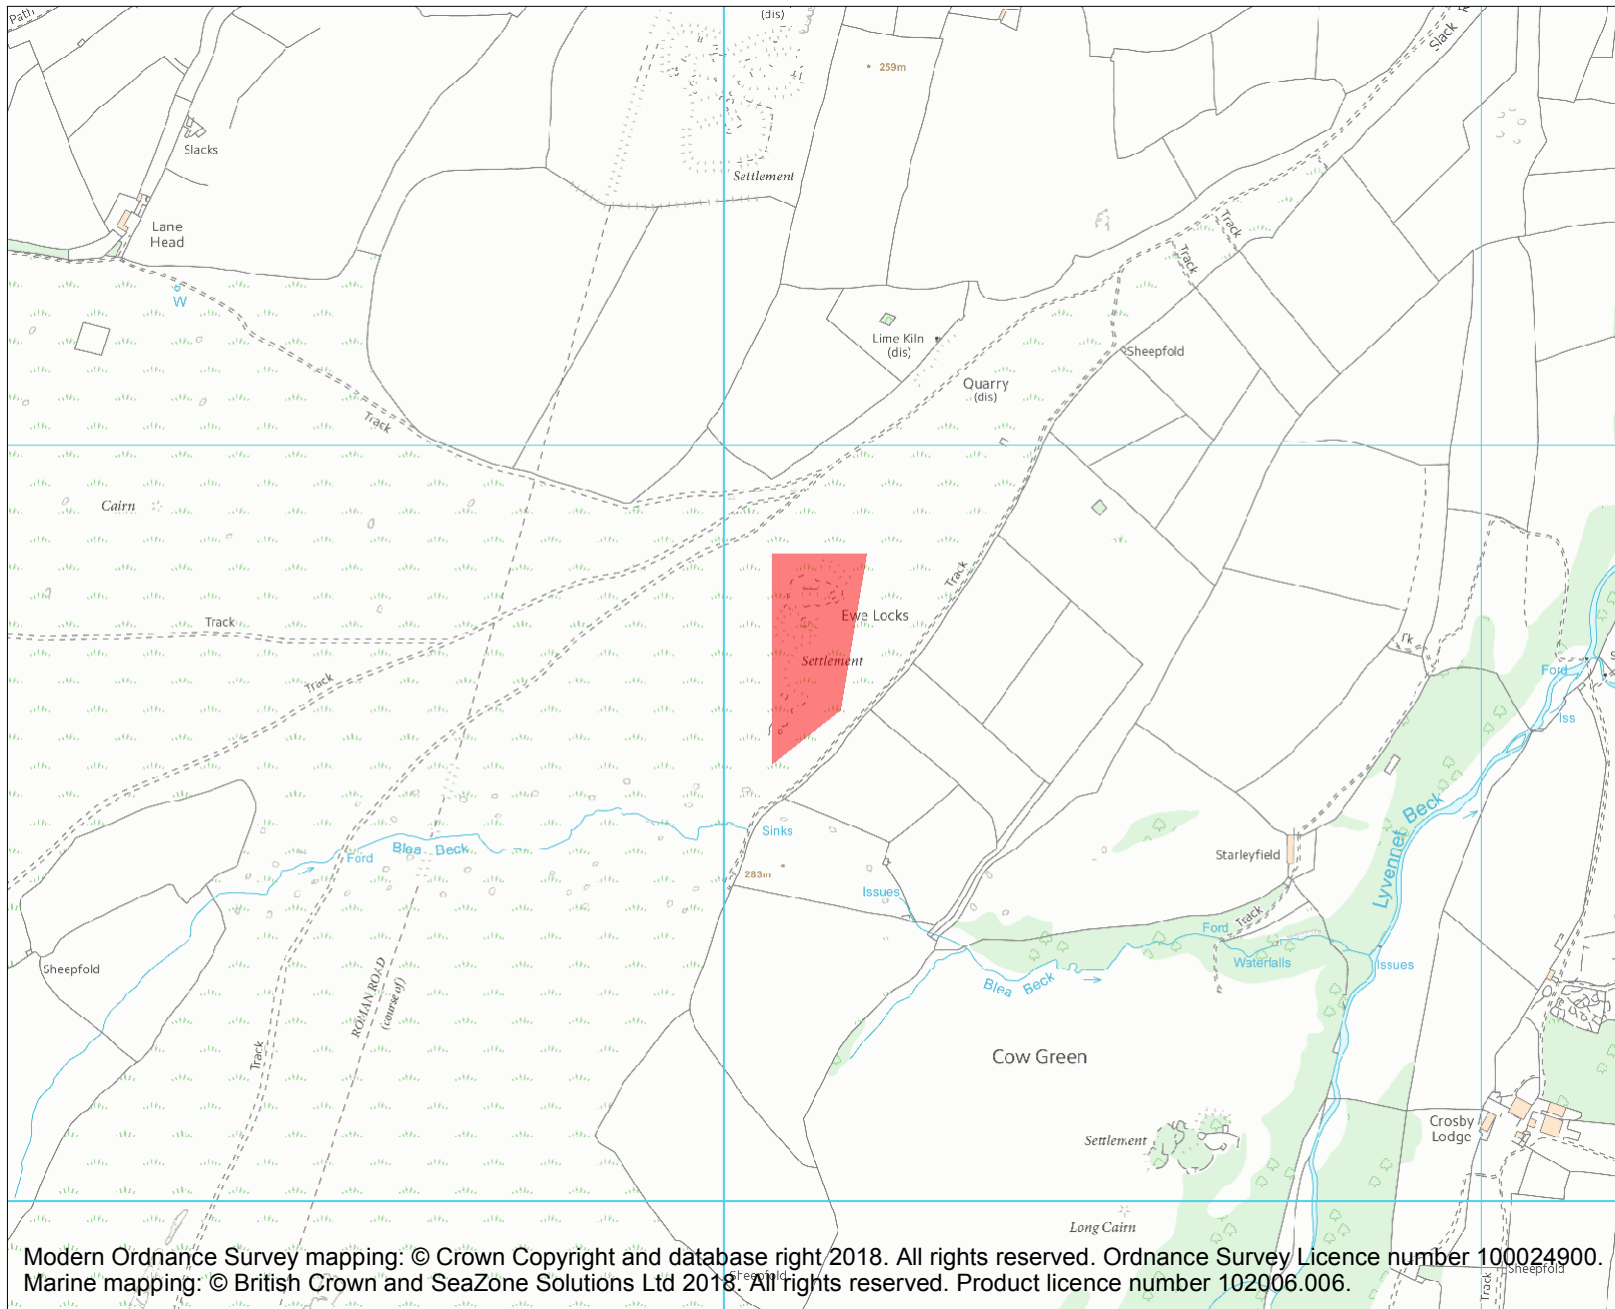 Path
(dis)
Slack
259m
Slacks
Settlement
Lane
Head
Track
Track
W
Lime Kiln
(dis)
Sheepfold
Quarry
(dis)
Track
Cairn
Track
Ewe Locks
Track
Settlement
Tk
Ford
Track
Iss
Beck
Lyvennet
Sinks
Blea Beck
Ford
Starleyfield
283m
Issues
Track
Ford
Sheepfold
Waterfalls
Issues
Blea Beck
ROMAN ROAD
(course of)
Track
Cow Green
Crosby
Lodge
Settlement
Long Cairn
Modern Ordnance Survey mapping: © Crown Copyright and database right 2018. All rights reserved. Ordnance Survey Licence number 100024900.
Marine mapping: © British Crown and SeaZone Solutions Ltd 2018. All rights reserved. Product licence number 102006.006.
Sheepfold
Track
Sheepfold